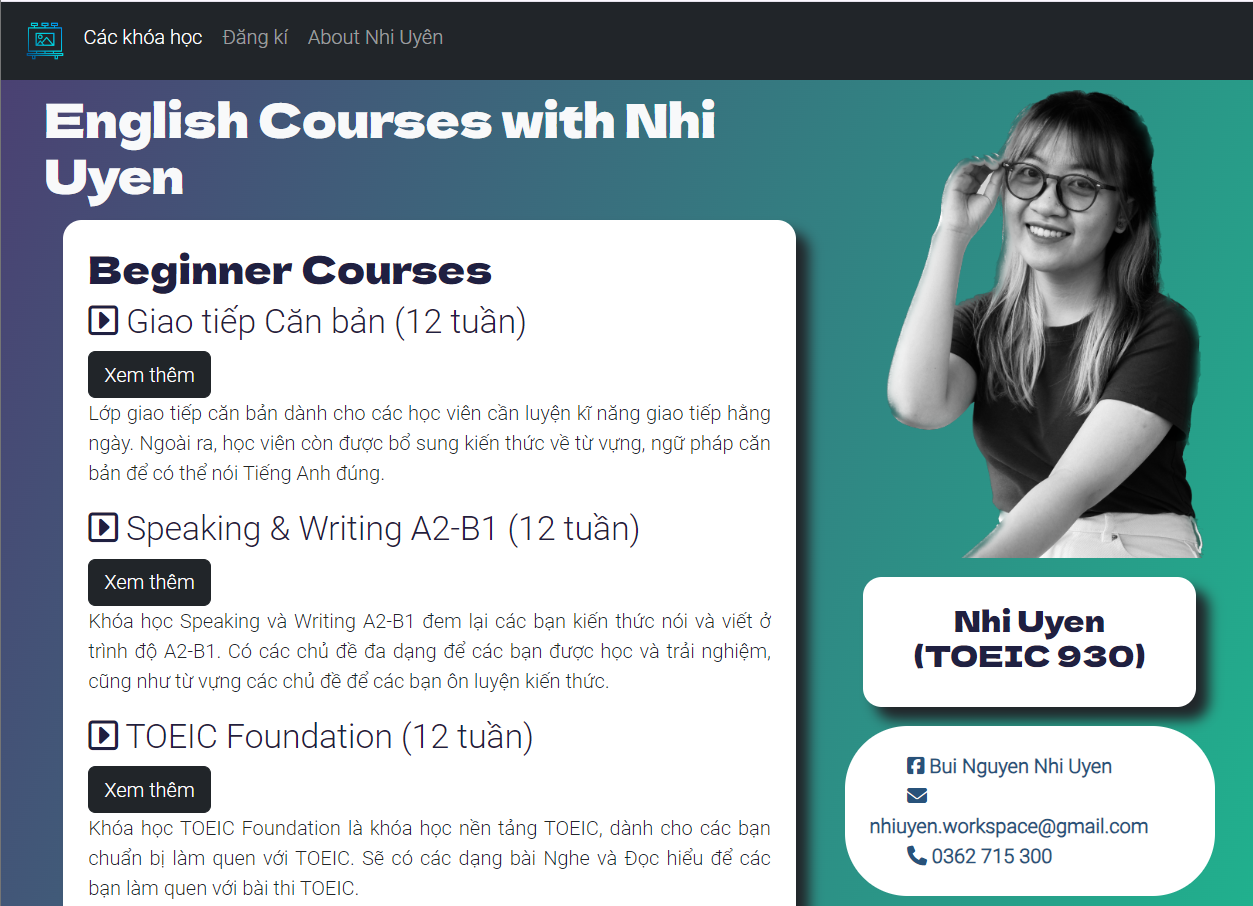 Các khóa học Đăng kí About Nhi Uyên
English Courses with Nhi
Uyen
Beginner Courses
Giao tiếp Căn bản (12 tuần)
Xem thêm
Lớp giao tiếp căn bản dành cho các học viên cần luyện kĩ năng giao tiếp hằng
ngày. Ngoài ra, học viên còn được bổ sung kiến thức về từ vựng, ngữ pháp căn
bản để có thể nói Tiếng Anh đúng.
Speaking & Writing A2-B1 (12 tuần)
Xem thêm
Khóa học Speaking và Writing A2-B1 đem lại các bạn kiến thức nói và viết ở
trình độ A2-B1. Có các chủ đề đa dạng để các bạn được học và trải nghiệm,
cũng như từ vựng các chủ đề để các bạn ôn luyện kiến thức.
TOEIC Foundation (12 tuần)
Xem thêm
Khóa học TOEIC Foundation là khóa học nền tảng TOEIC, dành cho các bạn
chuẩn bị làm quen với TOEIC. Sẽ có các dạng bài Nghe và Đọc hiểu để các
bạn làm quen với bài thi TOEIC.
Nhi Uyen
(TOEIC 930)
Bui Nguyen Nhi Uyen
nhiuyen.workspace@gmail.com
0362 715 300